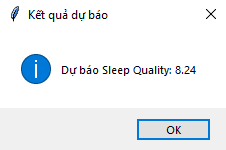 Kết quả dự báo
Dự báo Sleep Quality: 8.24
OK